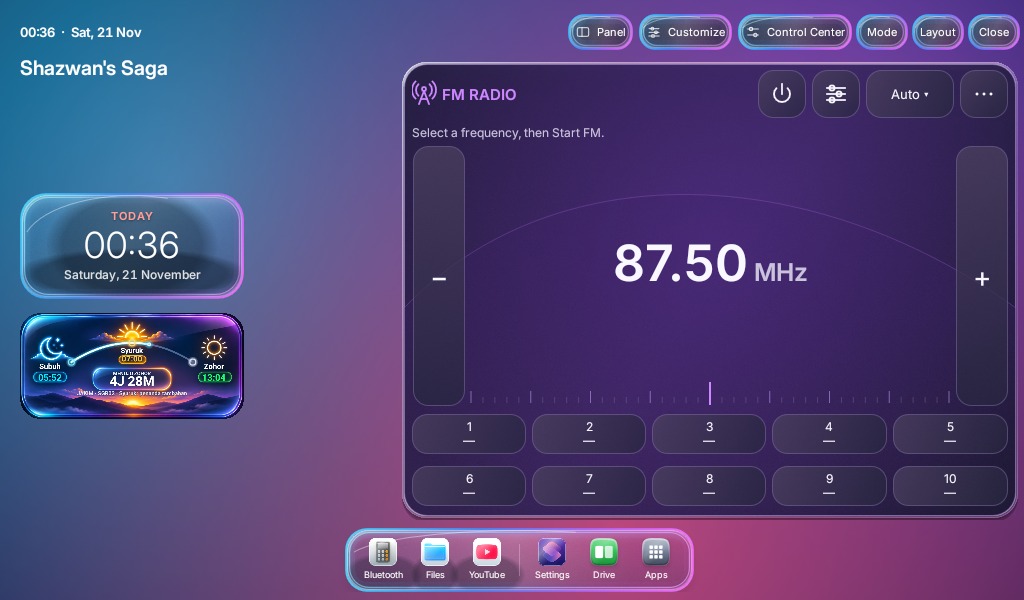 00:36 · Sat, 21 Nov
Shazwan's Saga
Panel
Customize
Control Center
Mode
Layout
Close
FM RADIO
Auto ▾
Select a frequency, then Start FM.
TODAY
00:36
Saturday, 21 November
Subuh
05:52
Syuruk
07:00
Zohor
13:04
4J 28M
−
87.50 MHz
+
1
—
2
—
3
—
4
—
5
—
6
—
7
—
8
—
9
—
10
—
Bluetooth
Files
YouTube
Settings
Drive
Apps